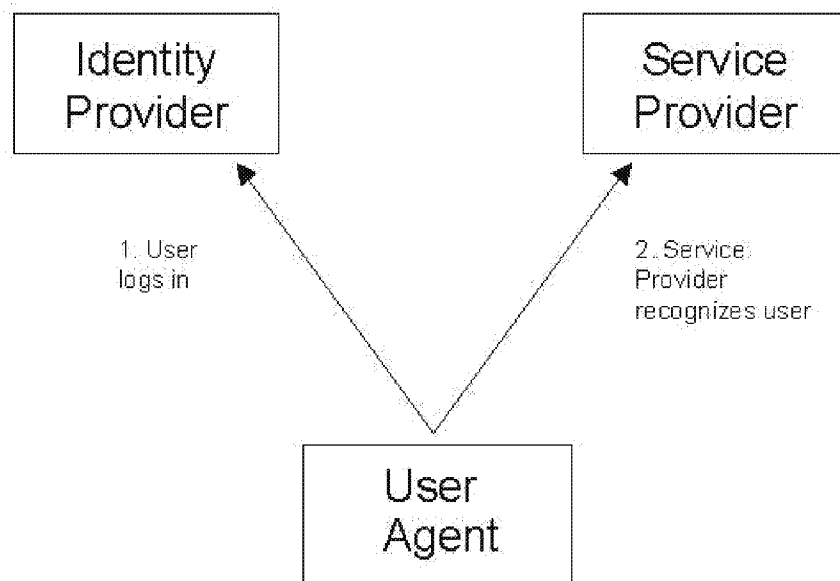 Identity
Provider
Service
Provider
1. User
logs in
2. Service
Provider
recognizes user
User
Agent